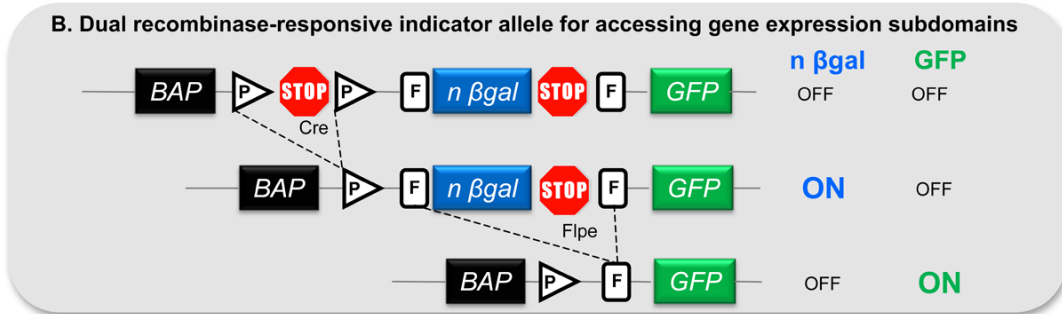 B. Dual recombinase-responsive indicator allele for accessing gene expression subdomains
n βgal GFP
BAP P STOP P F n βgal STOP F GFP OFF OFF
Cre
BAP P F n βgal STOP F GFP ON OFF
Flpe
BAP P F GFP OFF ON